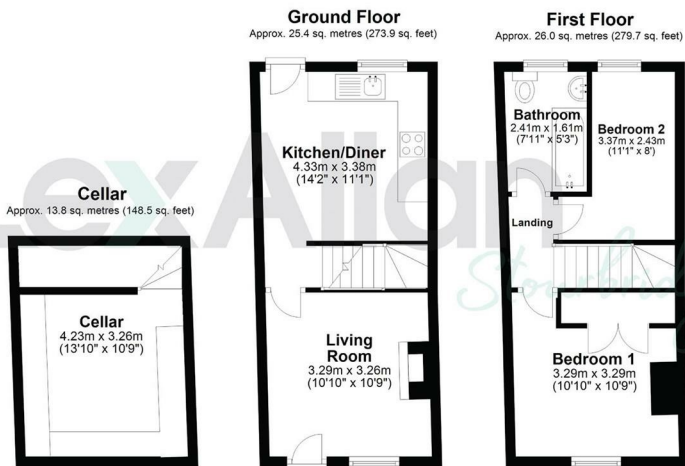 Ground Floor
Approx. 25.4 sq. metres (273.9 sq. feet)
First Floor
Approx. 26.0 sq. metres (279.7 sq. feet)
Bathroom
2.41m x 1.61m
(7'11" x 5'3")
Bedroom 2
3.37m x 2.43m
(11'1" x 8')
Kitchen/Diner
4.33m x 3.38m
(14'2" x 11'1")
Cellar
Approx. 13.8 sq. metres (148.5 sq. feet)
Landing
lexAllan
Stourbrid
Cellar
4.23m x 3.26m
(13'10" x 10'9")
Living
Room
3.29m x 3.26m
(10'10" x 10'9")
Bedroom 1
3.29m x 3.29m
(10'10" x 10'9")